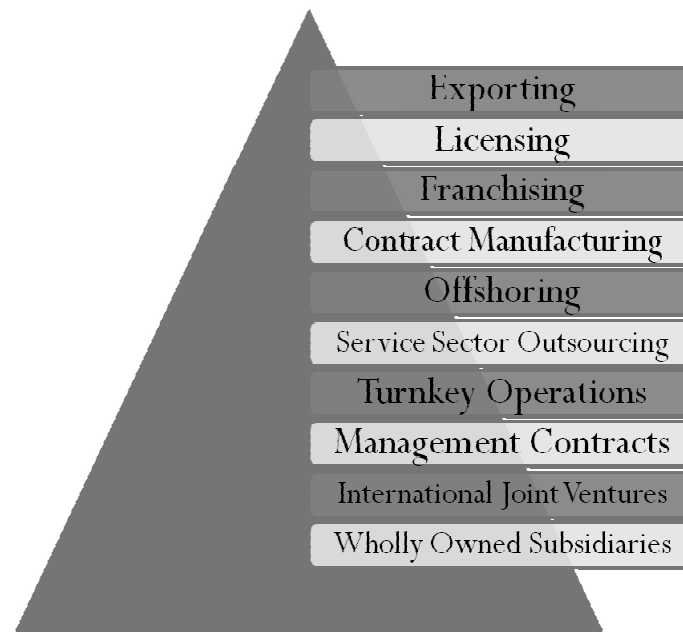 Exporting
Licensing
Franchising
Contract Manufacturing
Offshoring
Service Sector Outsourcing
Turnkey Operations
Management Contracts
International Joint Ventures
Wholly Owned Subsidiaries